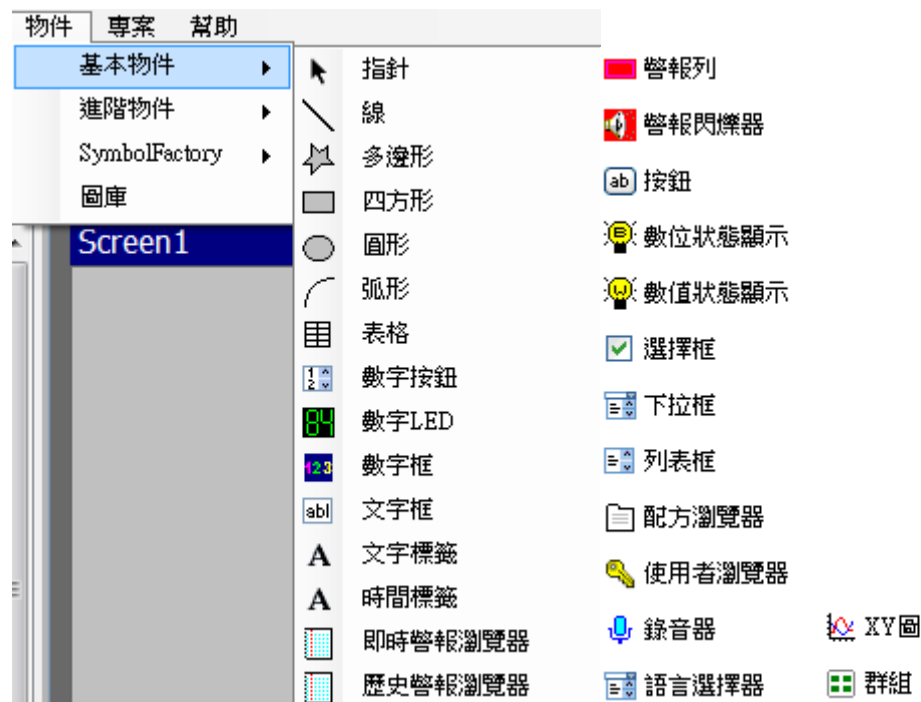 物件 專案 幫助
基本物件
進階物件
SymbolFactory
圖庫
Screen1
指針
線
多邊形
四方形
圓形
弧形
表格
數字按鈕
數字LED
數字框
文字框
文字標籤
時間標籤
即時警報瀏覽器
歷史警報瀏覽器
警報列
警報閃爍器
按鈕
數位狀態顯示
數值狀態顯示
選擇框
下拉框
列表框
配方瀏覽器
使用者瀏覽器
錄音器
語言選擇器
XY圖
群組